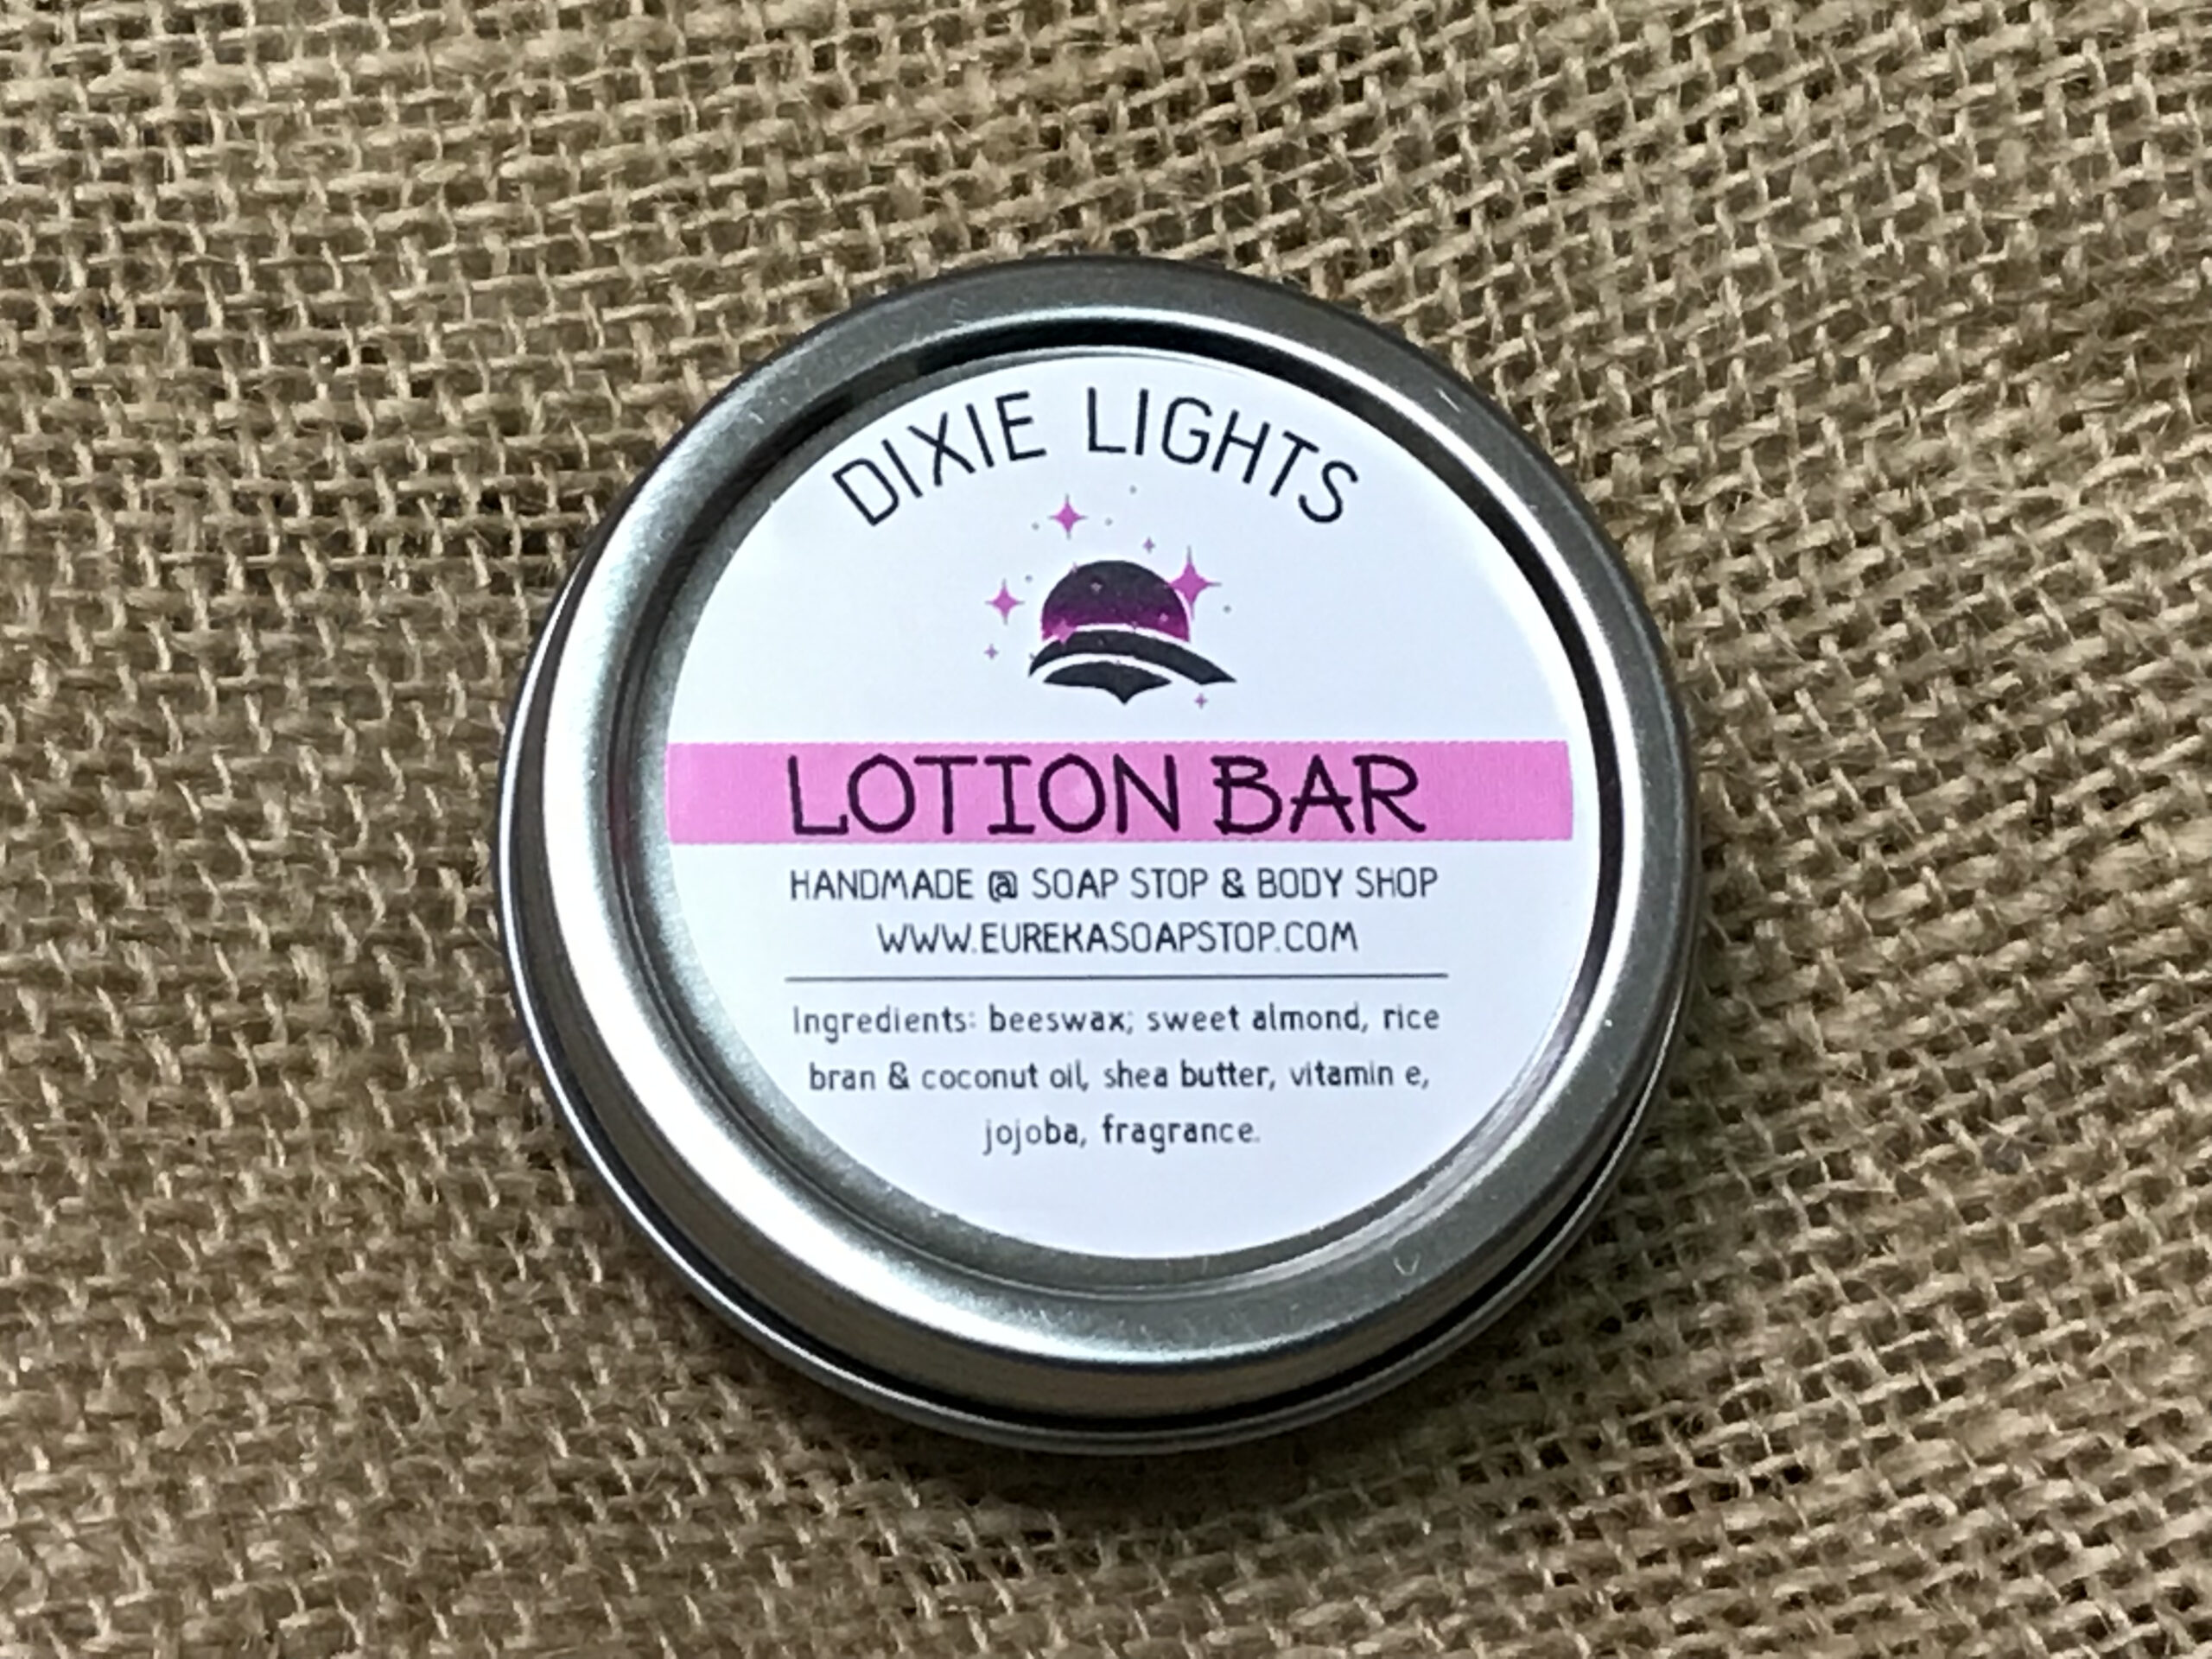 DIXIE LIGHTS
LOTION BAR
HANDMADE @ SOAP STOP & BODY SHOP
WWW.EUREKASOAPSTOP.COM
Ingredients: beeswax; sweet almond, rice
bran & coconut oil, shea butter, vitamin e,
jojoba, fragrance.